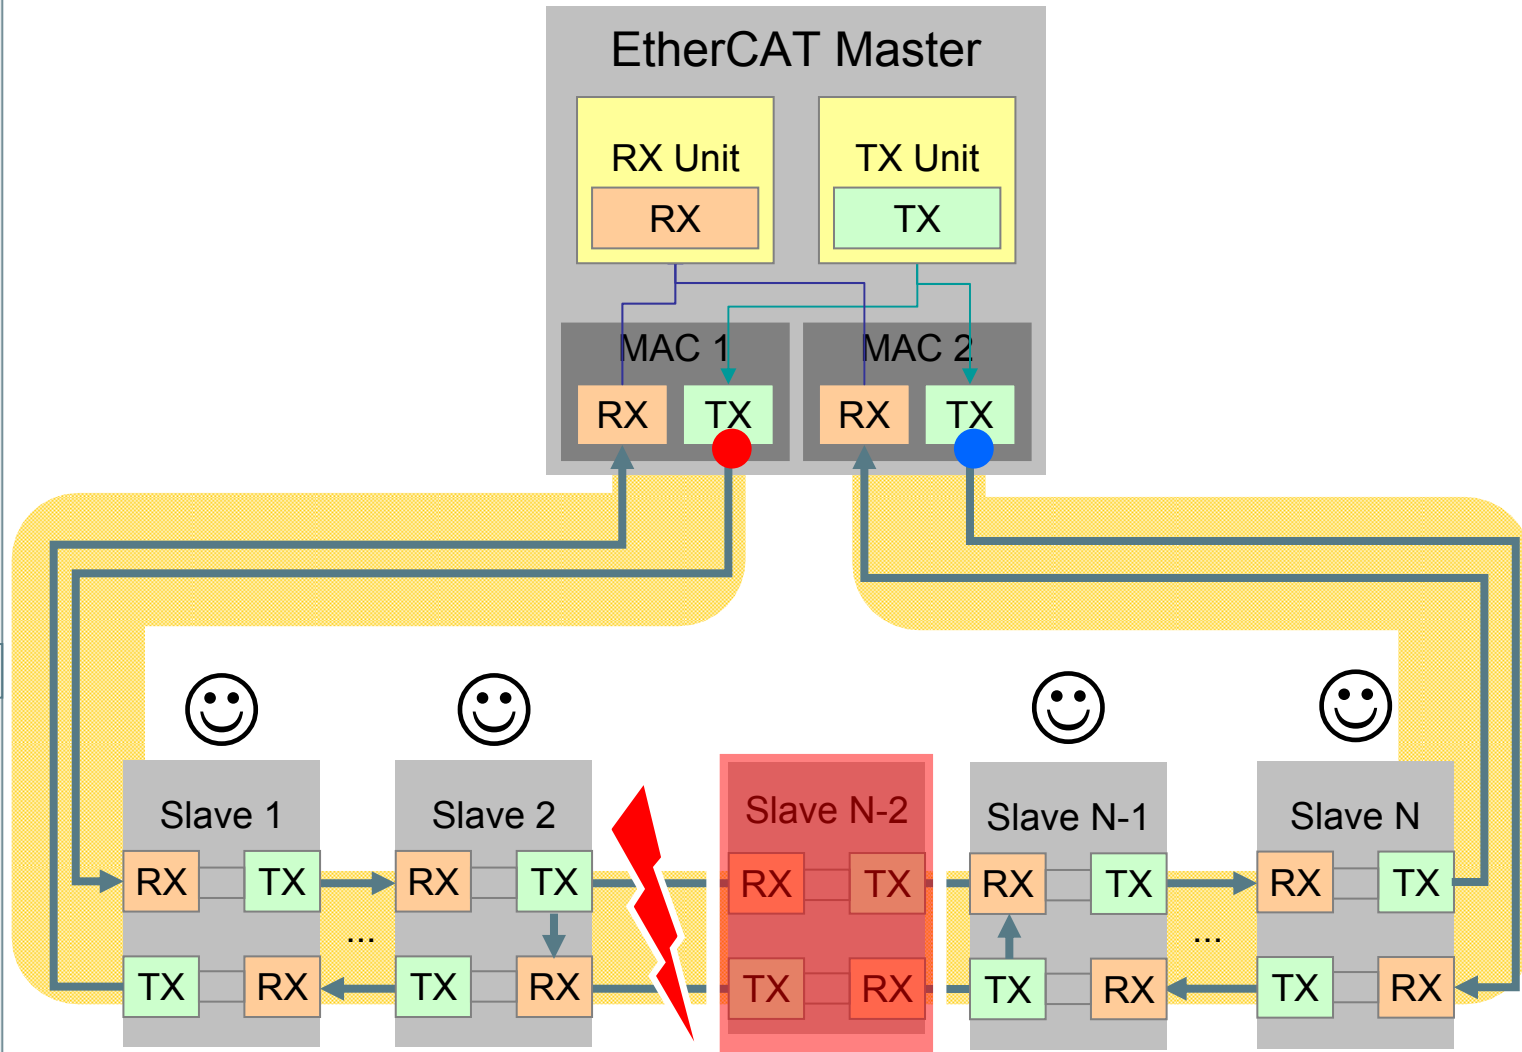 EtherCAT Master
RX Unit
TX Unit
RX
TX
MAC 1
MAC 2
RX
TX
RX
TX
Slave 1
Slave 2
Slave N-2
Slave N-1
Slave N
RX
TX
RX
TX
RX
TX
RX
TX
RX
TX
...
...
TX
RX
TX
RX
TX
RX
TX
RX
TX
RX